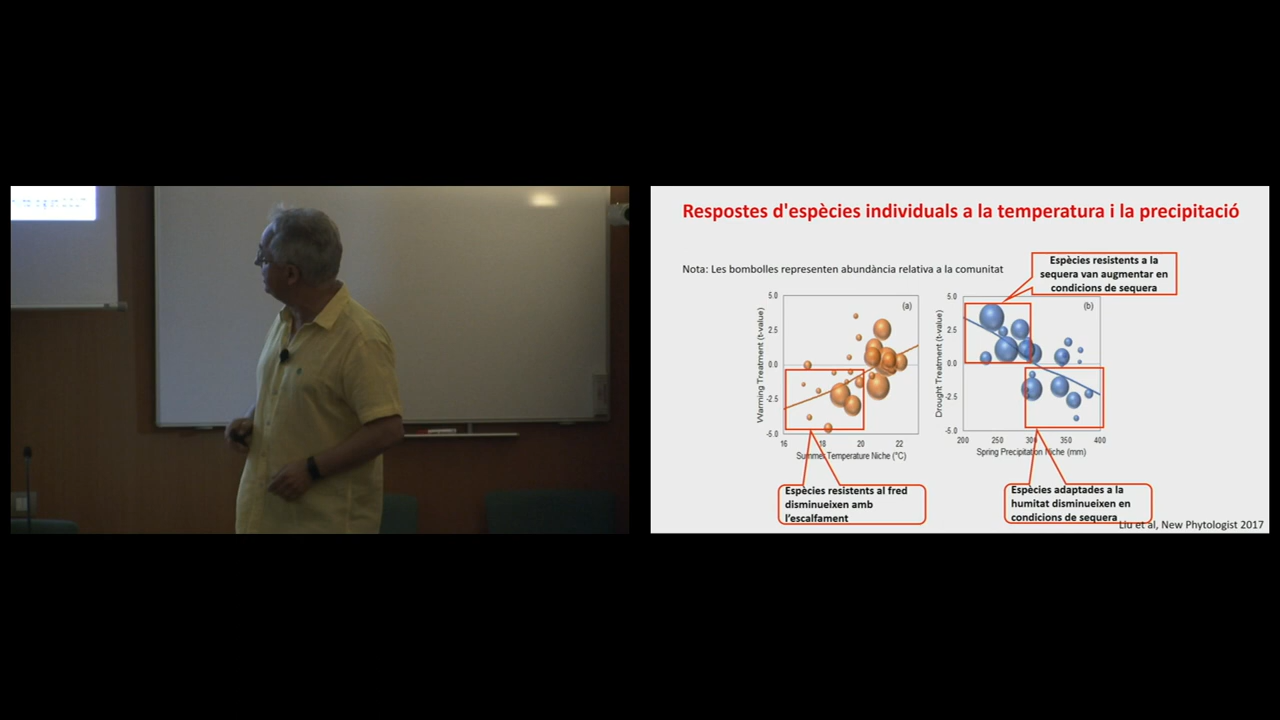 Respostes d'espècies individuals a la temperatura i la precipitació
Nota: Les bombolles representen abundància relativa a la comunitat
Espècies resistents a la
sequera van augmentar en
condicions de sequera
5.0
2.5
0.0
-2.5
-5.0
Warming Treatment (t-value)
(a)
16 18 20 22
Summer Temperature Niche (°C)
5.0
2.5
0.0
-2.5
-5.0
Drought Treatment (t-value)
(b)
200 250 300 350 400
Spring Precipitation Niche (mm)
Espècies resistents al fred
disminueixen amb
l'escalfament
Espècies adaptades a la
humitat disminueixen en
condicions de sequera
Liu et al, New Phytologist 2017